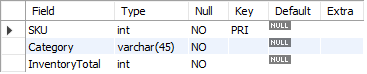 Field Type Null Key Default Extra
SKU int NO PRI NULL
Category varchar(45) NO NULL
InventoryTotal int NO NULL